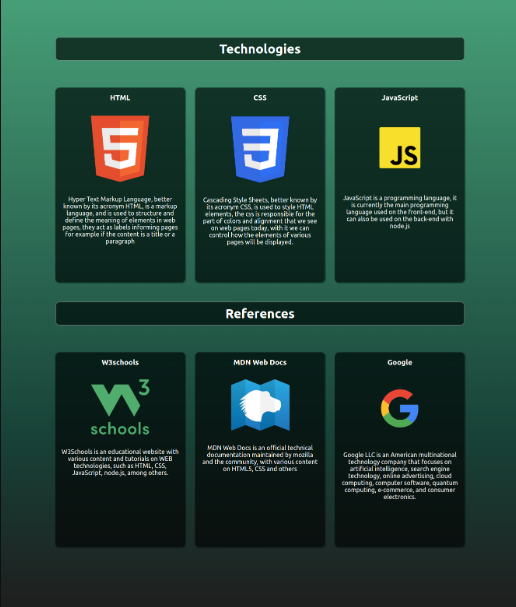 Technologies
HTML
5
Hyper Text Markup Language, better
known by its acronym HTML, is a markup
language, and is used to structure and
define the meaning of elements in web
pages, they act as labels informing pages
for example if the content is a title or a
paragraph
CSS
3
Cascading Style Sheets, better known by
its acronym CSS, is used to style HTML
elements, the css is responsible for the
part of colors and alignment that we see
on web pages today, with it we can
control how the elements of various
pages will be displayed.
JavaScript
JS
JavaScript is a programming language, it
is currently the main programming
language used on the front-end, but it
can also be used on the back-end with
node.js
References
W3schools
W3
schools
W3Schools is an educational website with
various content and tutorials on WEB
technologies, such as HTML, CSS,
JavaScript, node.js, among others.
MDN Web Docs
MDN Web Docs is an official technical
documentation maintained by mozilla
and the community, with various content
on HTML5, CSS and others
Google
G
Google LLC is an American multinational
technology company that focuses on
artificial intelligence, search engine
technology, online advertising, cloud
computing, computer software, quantum
computing, e-commerce, and consumer
electronics.